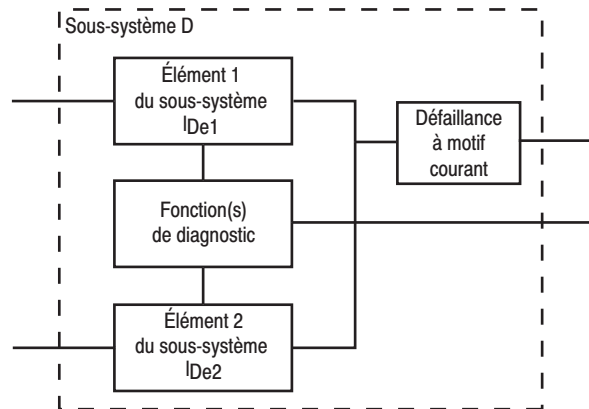 Sous-système D
Élément 1
du sous-système
lDe1
Défaillance
à motif
courant
Fonction(s)
de diagnostic
Élément 2
du sous-système
lDe2